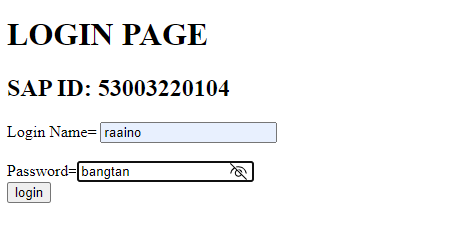 LOGIN PAGE
SAP ID: 53003220104
Login Name= raaino
Password= bangtan
login